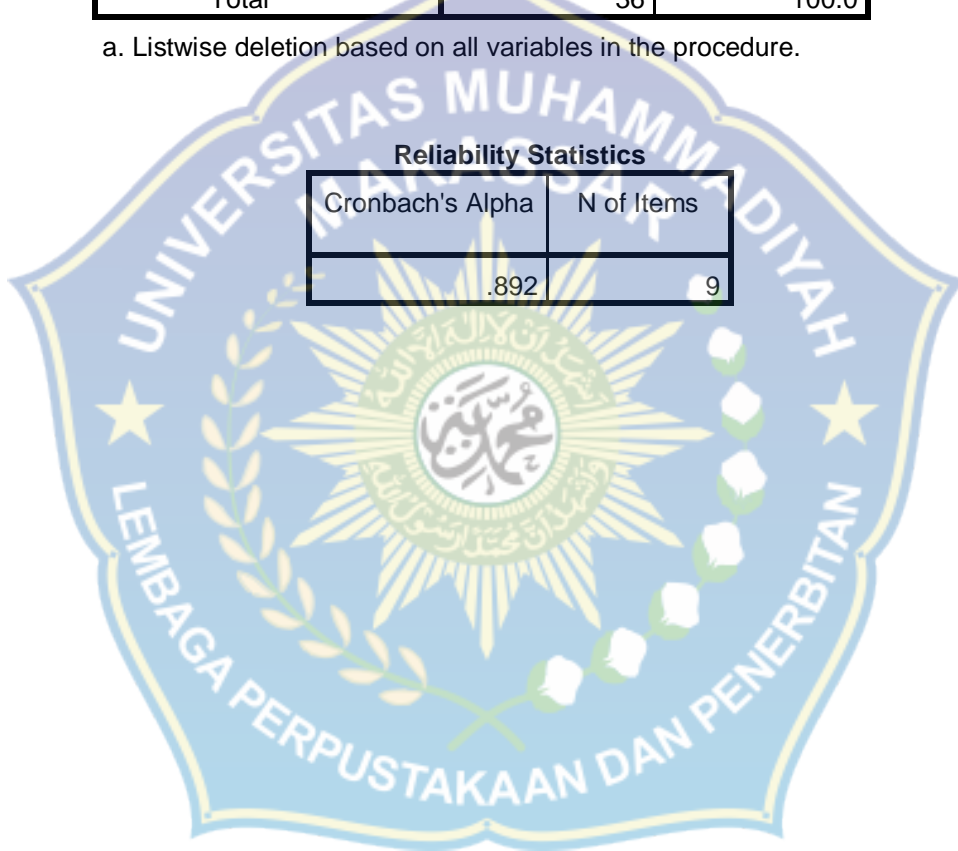 Total 36 100.0
a. Listwise deletion based on all variables in the procedure.
UNIVERSITAS MUHAMMADIYAH
MAKASSAR
Reliability Statistics
Cronbach's Alpha N of Items
.892 9
محمدية
LEMBAGA PERPUSTAKAAN DAN PENERBITAN